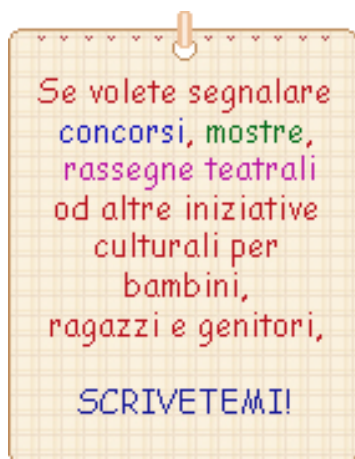 Se volete segnalare
concorsi, mostre,
rassegne teatrali
od altre iniziative
culturali per
bambini,
ragazzi e genitori,
SCRIVETEMI!